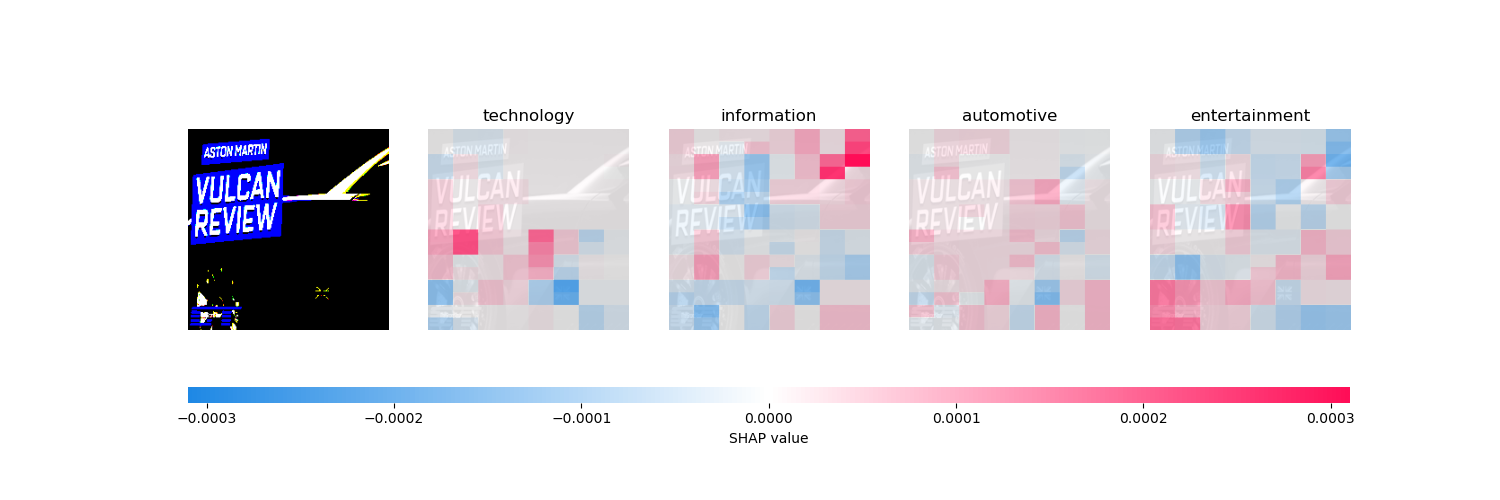 technology
information
automotive
entertainment
ASTON MARTIN
VULCAN
REVIEW
ASTON MARTIN
VULCAN
REVIEW
ASTON MARTIN
VULCAN
REVIEW
ASTON MARTIN
VULCAN
REVIEW
ASTON MARTIN
VULCAN
REVIEW
−0.0003
−0.0002
−0.0001
0.0000
0.0001
0.0002
0.0003
SHAP value